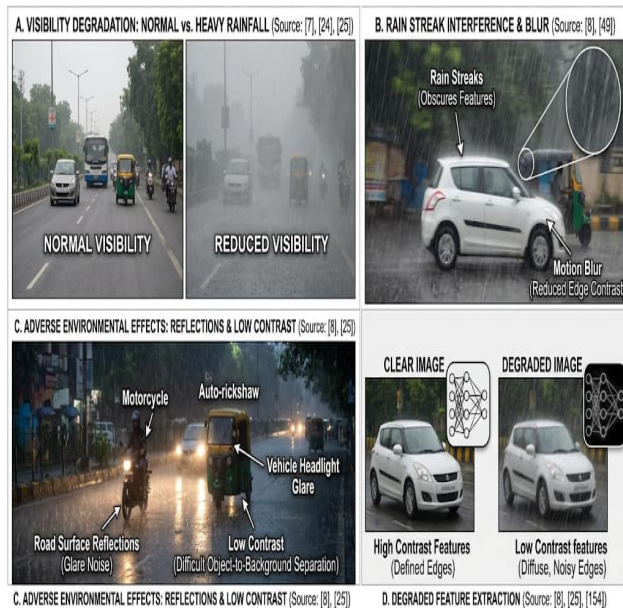 A. VISIBILITY DEGRADATION: NORMAL vs. HEAVY RAINFALL (Source: [7], [24], [25])
NORMAL VISIBILITY
REDUCED VISIBILITY
B. RAIN STREAK INTERFERENCE & BLUR (Source: [8], [49])
Rain Streaks
(Obscures Features)
Motion Blur
(Reduced Edge Contrast
C. ADVERSE ENVIRONMENTAL EFFECTS: REFLECTIONS & LOW CONTRAST (Source: [8], [25])
Motorcycle
Auto-rickshaw
Vehicle Headlight
Glare
Road Surface Reflections
(Glare Noise)
Low Contrast
(Difficult Object-to-Background Separation)
CLEAR IMAGE
DEGRADED IMAGE
High Contrast Features
(Defined Edges)
Low Contrast features
(Diffuse, Noisy Edges)
C. ADVERSE ENVIRONMENTAL EFFECTS: REFLECTIONS & LOW CONTRAST (Source: [8], [25])
D. DEGRADED FEATURE EXTRACTION (Source: [8], [25], [154])